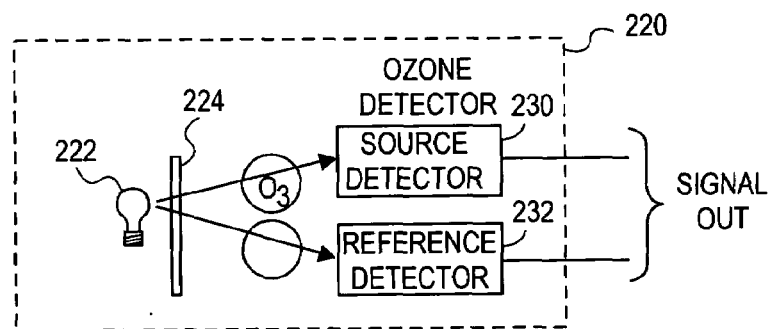 220
OZONE
DETECTOR
224
230
222
O3
SOURCE
DETECTOR
SIGNAL
OUT
232
REFERENCE
DETECTOR